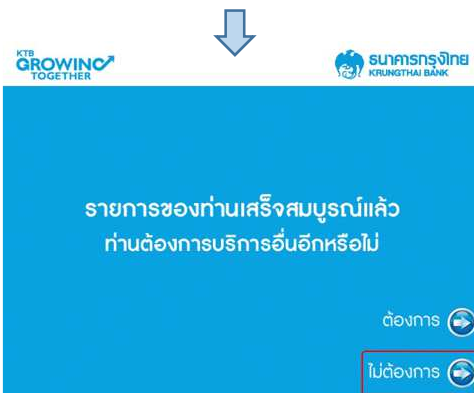 KTB
GROWING
TOGETHER
ธนาคารกรุงไทย
KRUNGTHAI BANK
รายการของท่านเสร็จสมบูรณ์แล้ว
ท่านต้องการบริการอื่นอีกหรือไม่
ต้องการ
ไม่ต้องการ